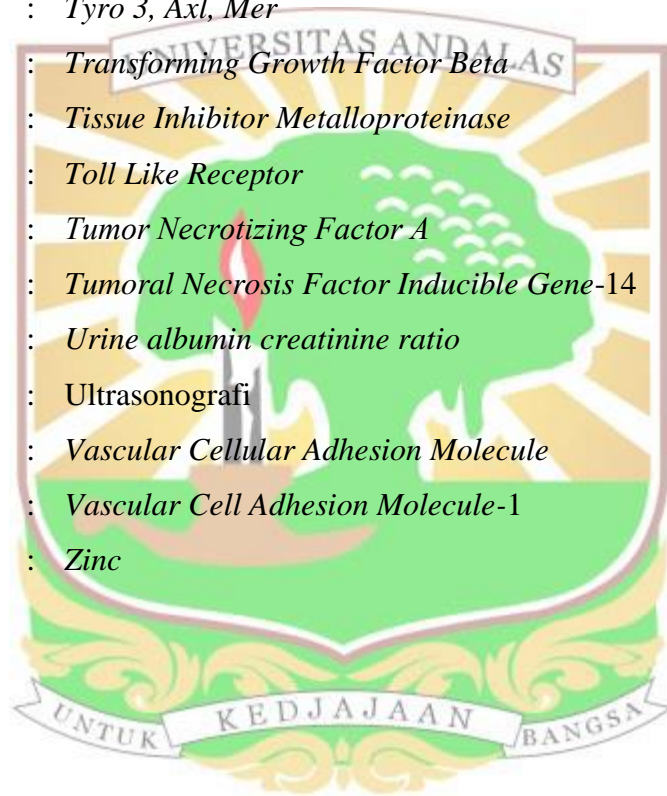 : Tyro 3, Axl, Mer
UNIVERSITAS ANDALAS
: Transforming Growth Factor Beta
: Tissue Inhibitor Metalloproteinase
: Toll Like Receptor
: Tumor Necrotizing Factor A
: Tumoral Necrosis Factor Inducible Gene-14
: Urine albumin creatinine ratio
: Ultrasonografi
: Vascular Cellular Adhesion Molecule
: Vascular Cell Adhesion Molecule-1
: Zinc
UNTUK KEDJAJAAN BANGSA